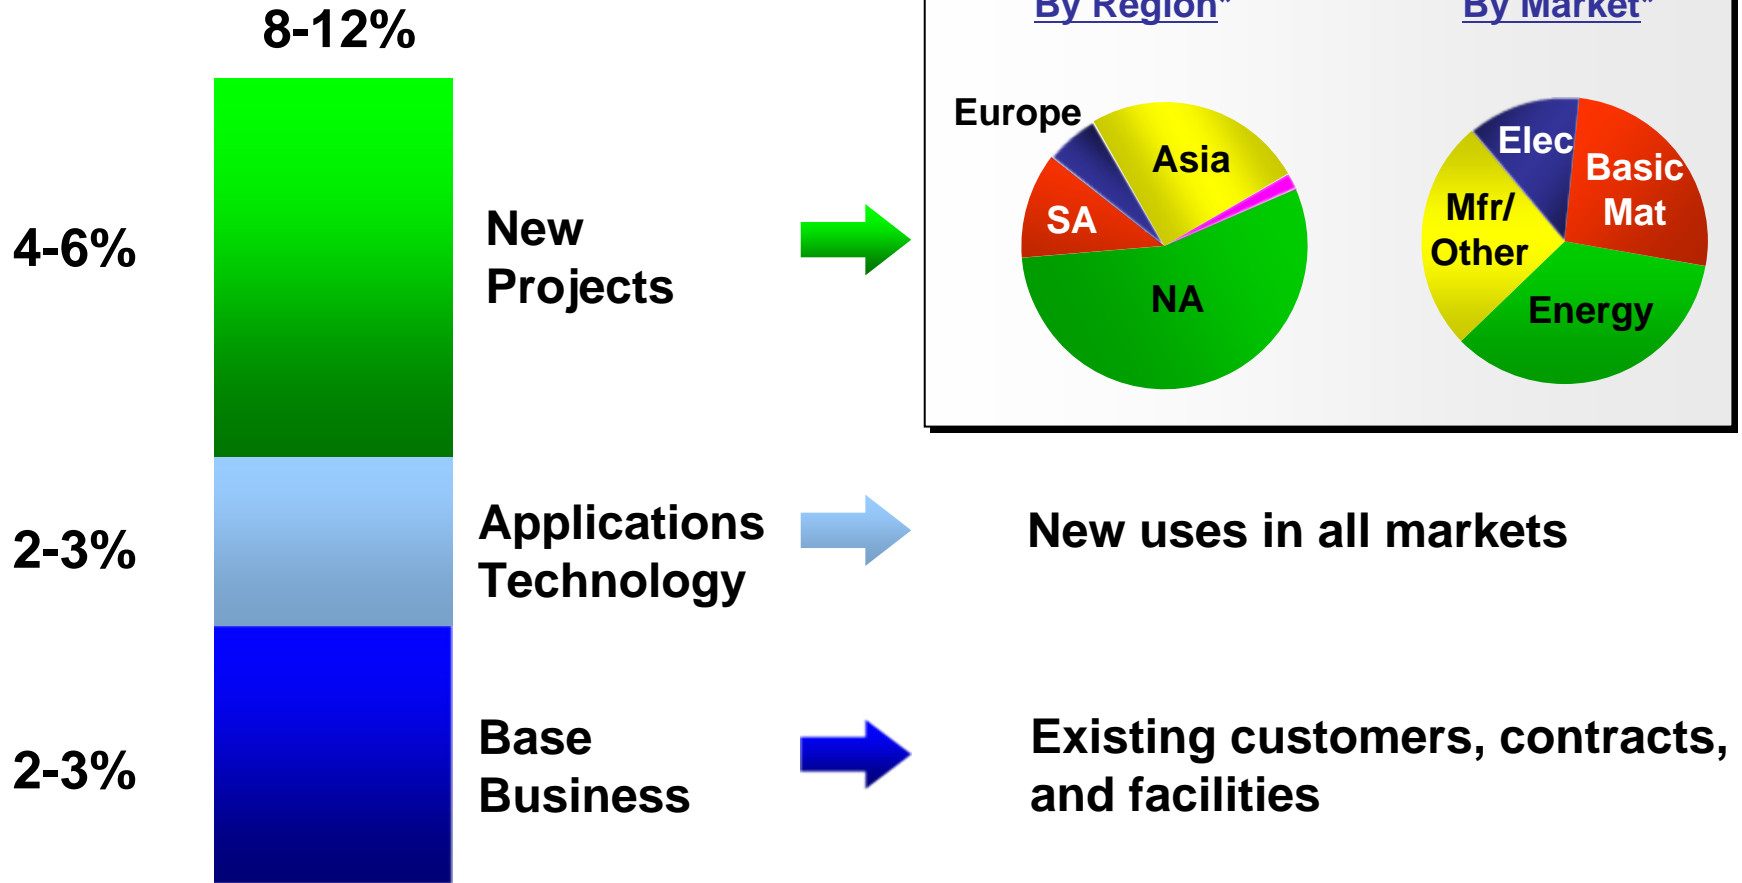 8-12%
By Region*
By Market*
Europe
Asia
SA
NA
Elec
Basic
Mat
Mfr/
Other
Energy
4-6%
New
Projects
2-3%
Applications
Technology
New uses in all markets
2-3%
Base
Business
Existing customers, contracts,
and facilities